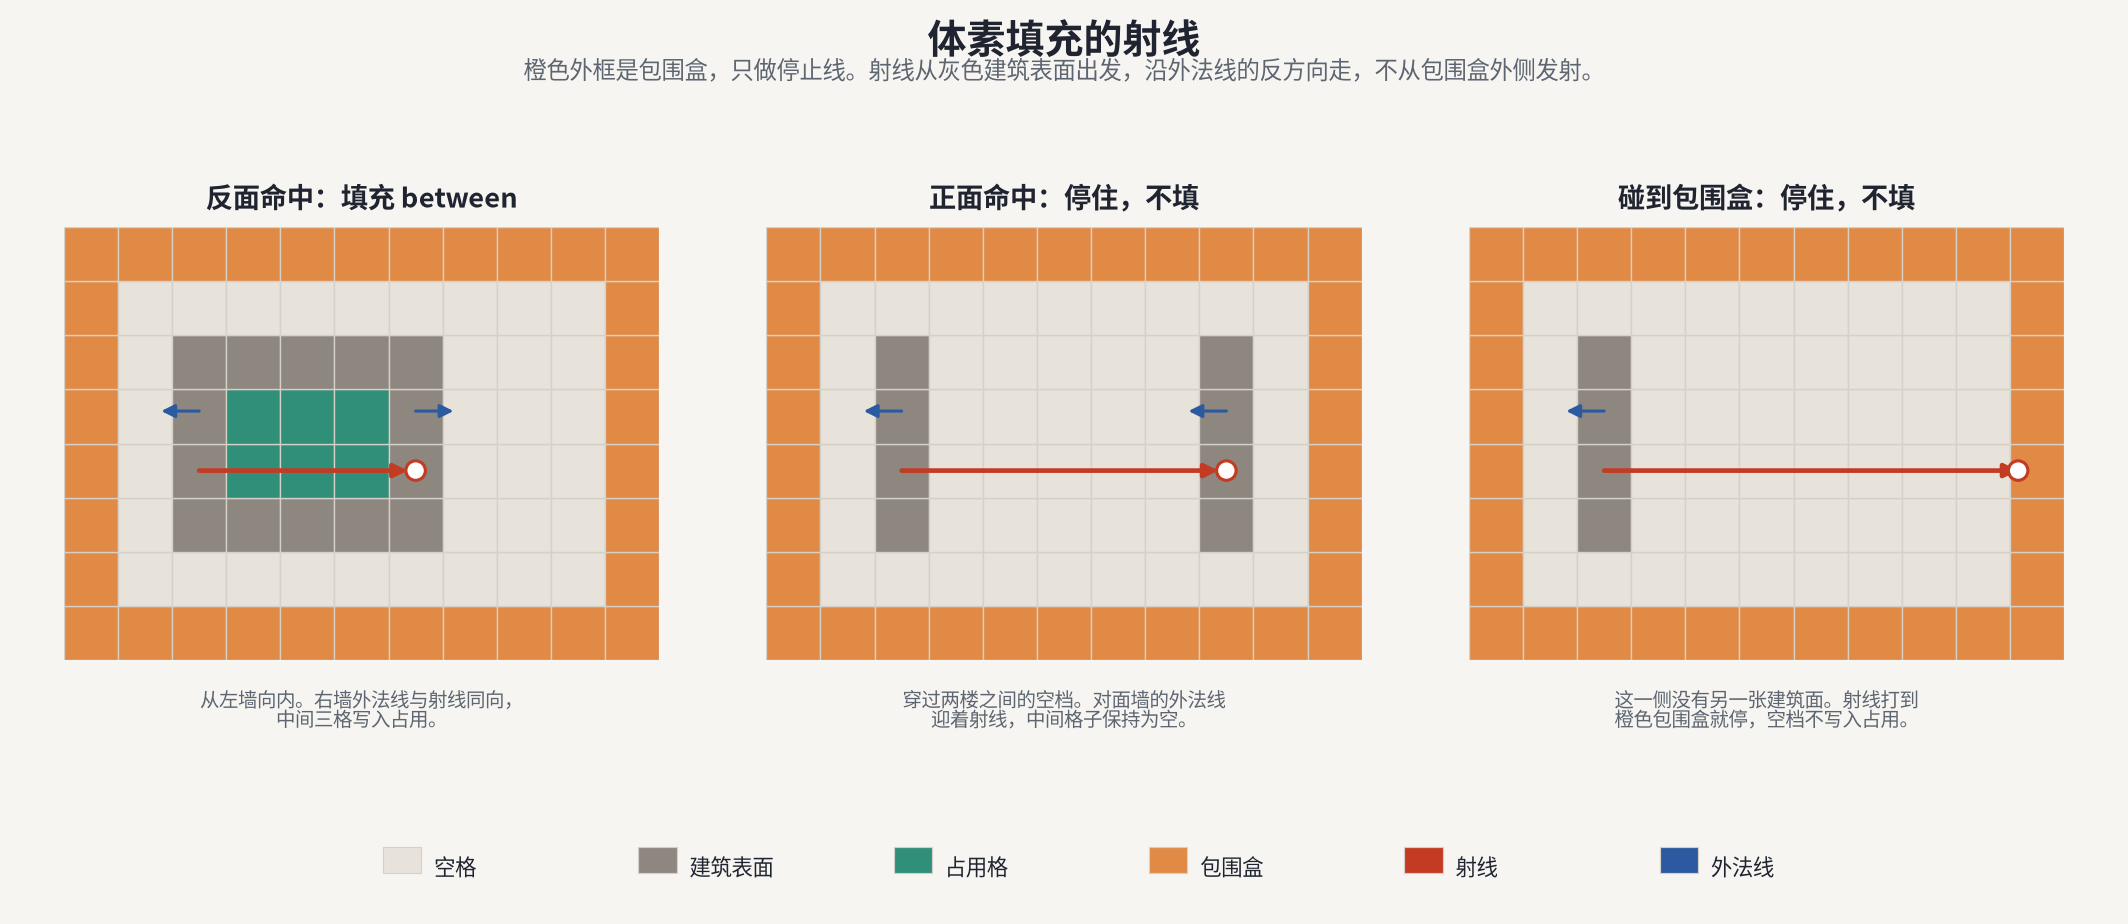 体素填充的射线
橙色外框是包围盒，只做停止线。射线从灰色建筑表面出发，沿外法线的反方向走，不从包围盒外侧发射。
反面命中：填充 between
正面命中：停住，不填
碰到包围盒：停住，不填
从左墙向内。右墙外法线与射线同向，
中间三格写入占用。
穿过两楼之间的空档。对面墙的外法线
迎着射线，中间格子保持为空。
这一侧没有另一张建筑面。射线打到
橙色包围盒就停，空档不写入占用。
空格
建筑表面
占用格
包围盒
射线
外法线